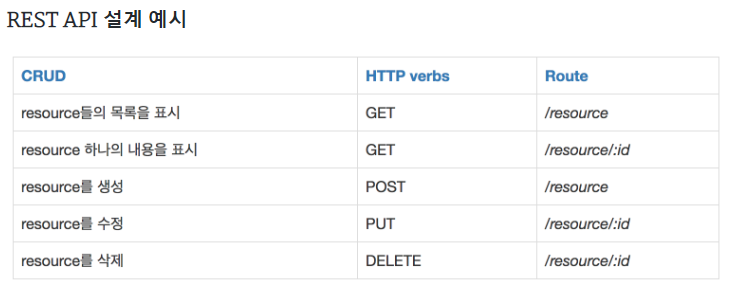 REST API 설계 예시
CRUD HTTP verbs Route
resource들의 목록을 표시 GET /resource
resource 하나의 내용을 표시 GET /resource/:id
resource를 생성 POST /resource
resource를 수정 PUT /resource/:id
resource를 삭제 DELETE /resource/:id